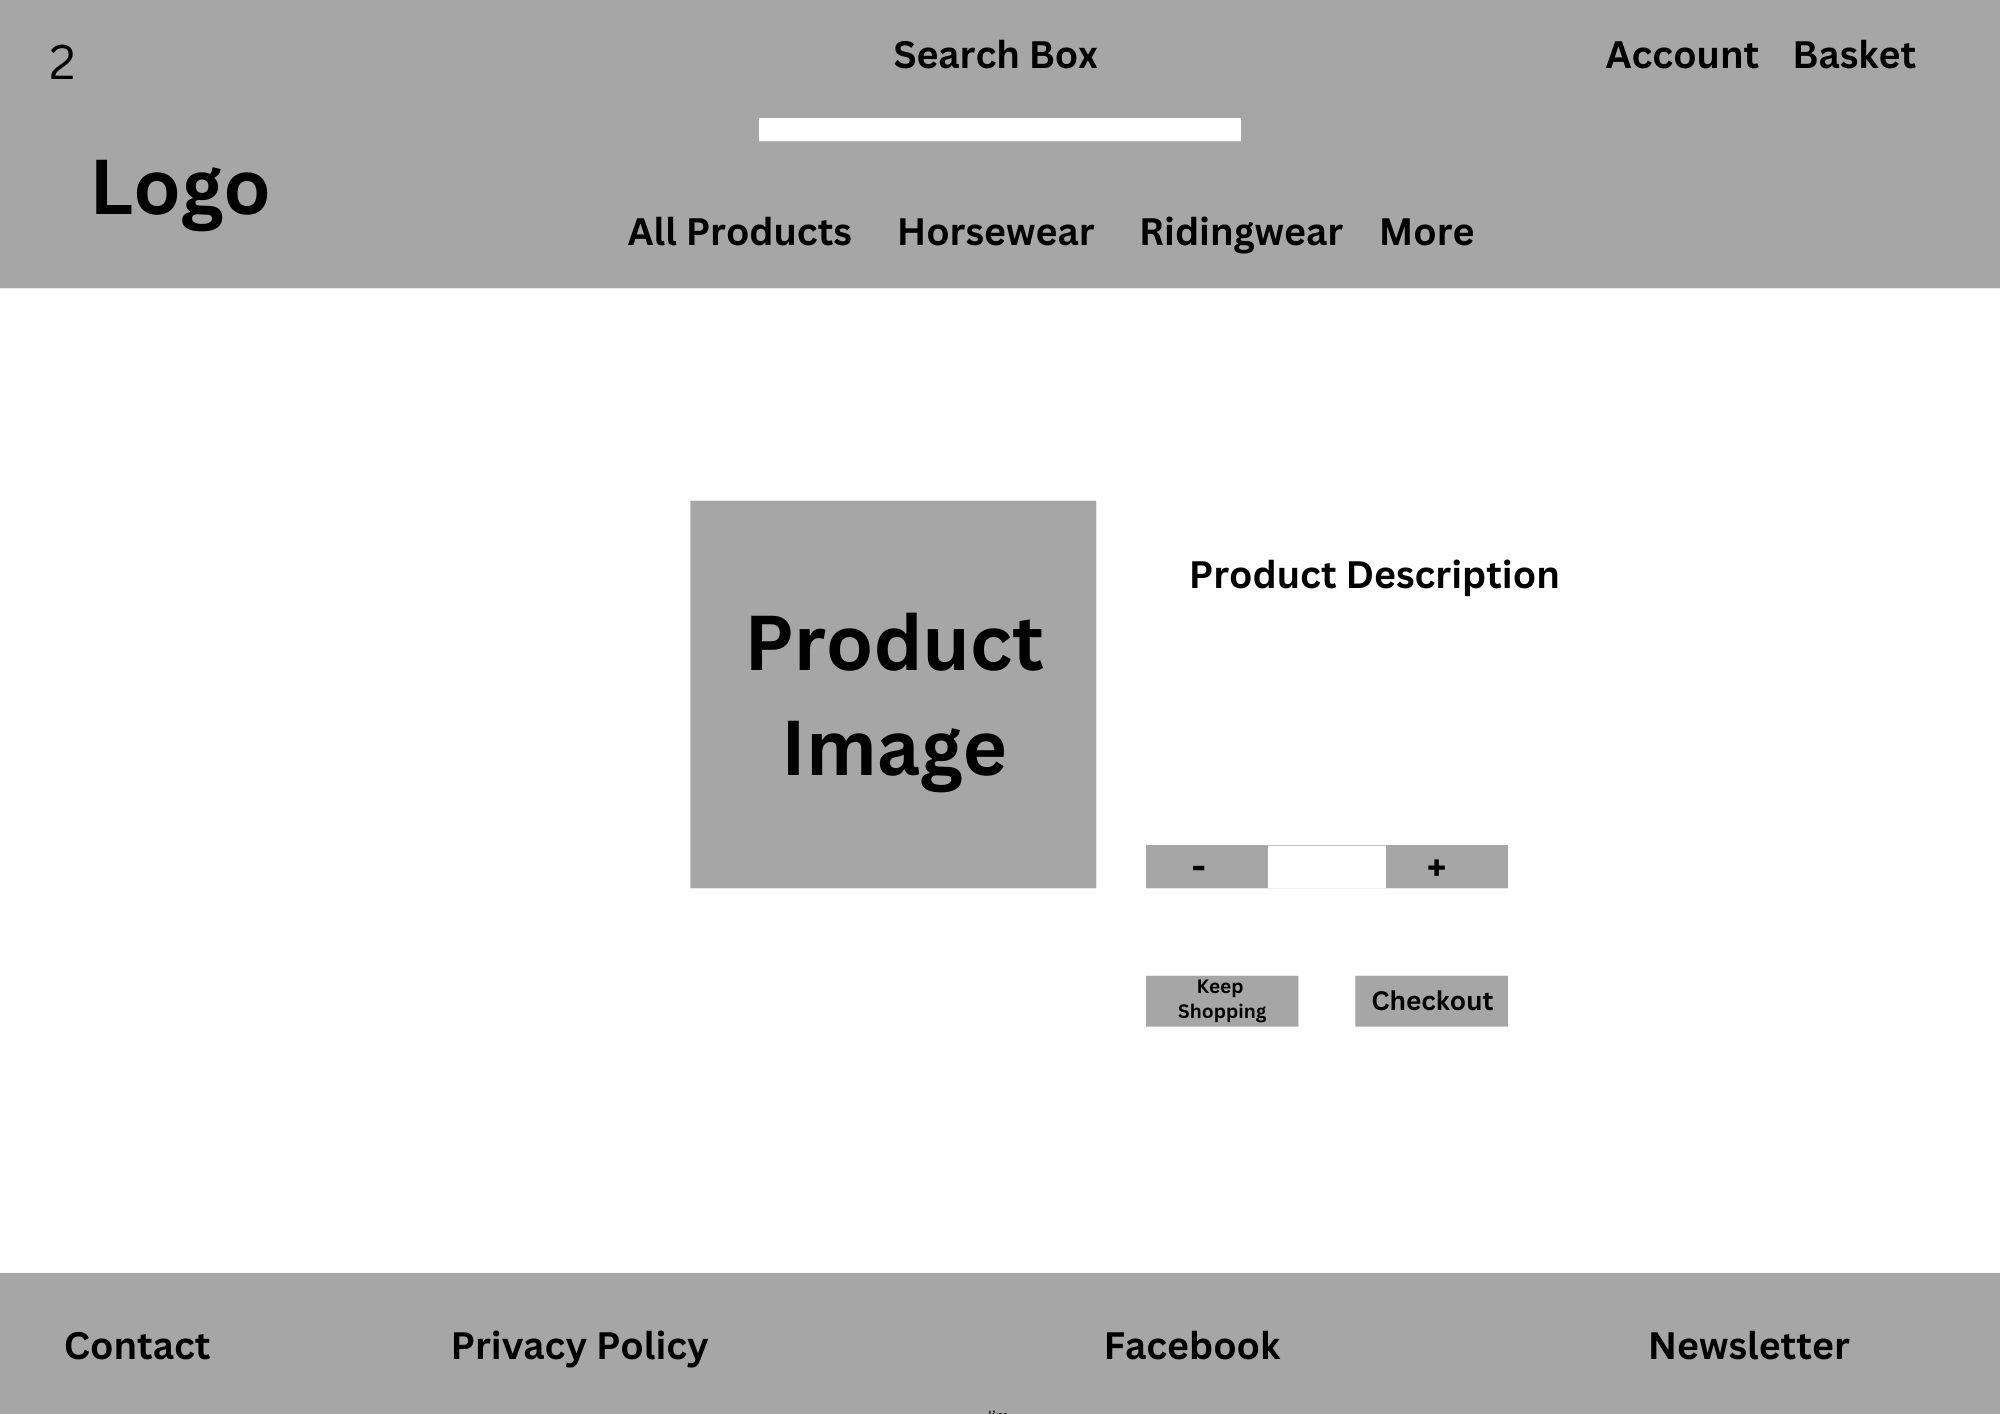 2
Search Box
Account Basket
Logo
All Products Horsewear Ridingwear More
Product
Image
Product Description
- +
Keep
Shopping
Checkout
Contact Privacy Policy Facebook Newsletter